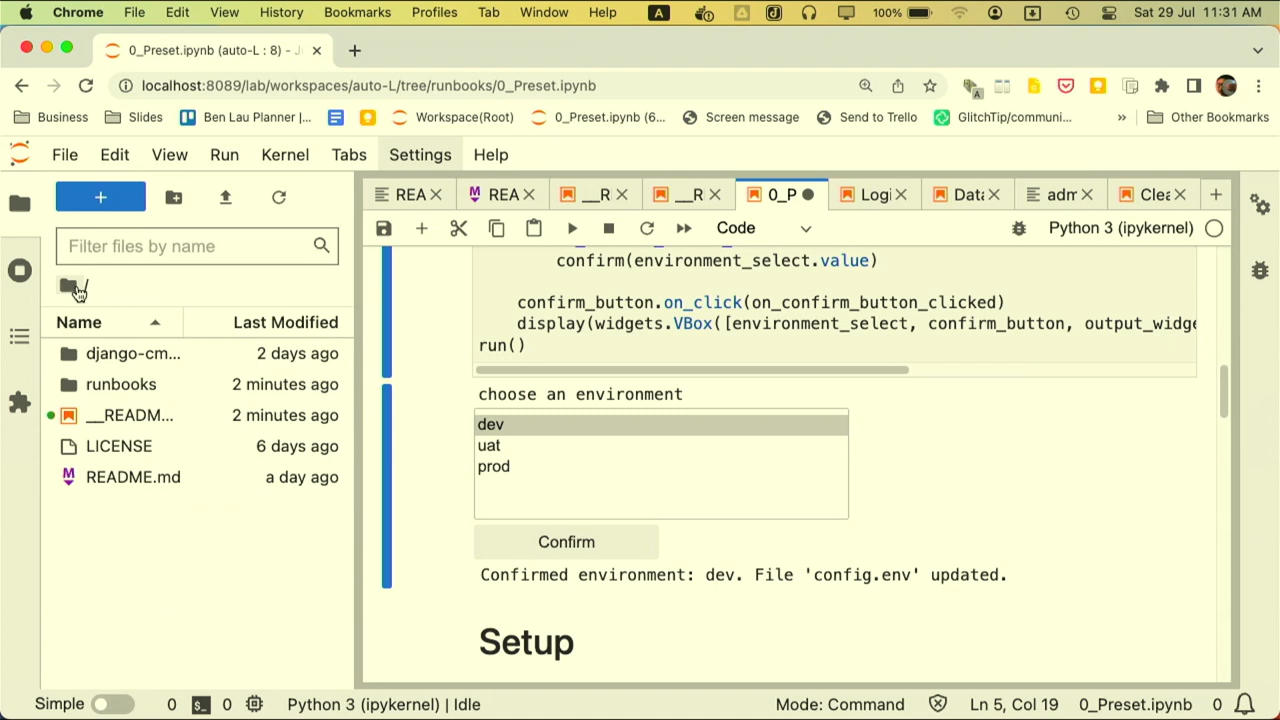 Chrome File Edit View History Bookmarks Profiles Tab Window Help A 100% Sat 29 Jul 11:31 AM
0_Preset.ipynb (auto-L : 8) - J
localhost:8089/lab/workspaces/auto-L/tree/runbooks/0_Preset.ipynb
Business Slides Ben Lau Planner |... Workspace(Root) 0_Preset.ipynb (6... Screen message Send to Trello GlitchTip/communi... » Other Bookmarks
File Edit View Run Kernel Tabs Settings Help
REA REA __R __R 0_P Logi Data adm Clea
Code Python 3 (ipykernel)
Filter files by name
/
Name Last Modified
django-cm... 2 days ago
runbooks 2 minutes ago
__READM... 2 minutes ago
LICENSE 6 days ago
README.md a day ago
confirm(environment_select.value)
confirm_button.on_click(on_confirm_button_clicked)
display(widgets.VBox([environment_select, confirm_button, output_widge
run()
choose an environment
dev
uat
prod
Confirm
Confirmed environment: dev. File 'config.env' updated.
Setup
Simple 0 0 Python 3 (ipykernel) | Idle Mode: Command Ln 5, Col 19 0_Preset.ipynb 0